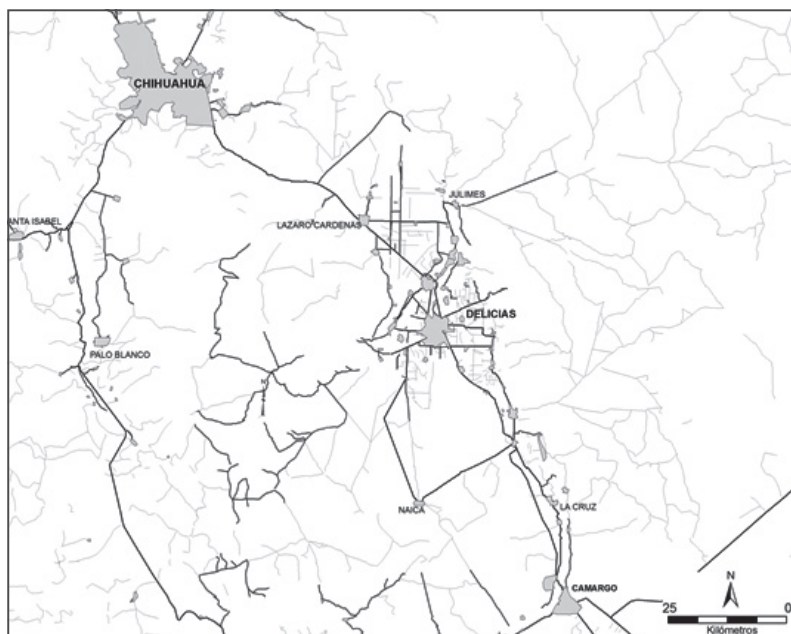 CHIHUAHUA
JULIMES
ANTA ISABEL
LAZARO CARDENAS
DELICIAS
PALO BLANCO
NAICA
LA CRUZ
CAMARGO
N
25 0
Kilómetros